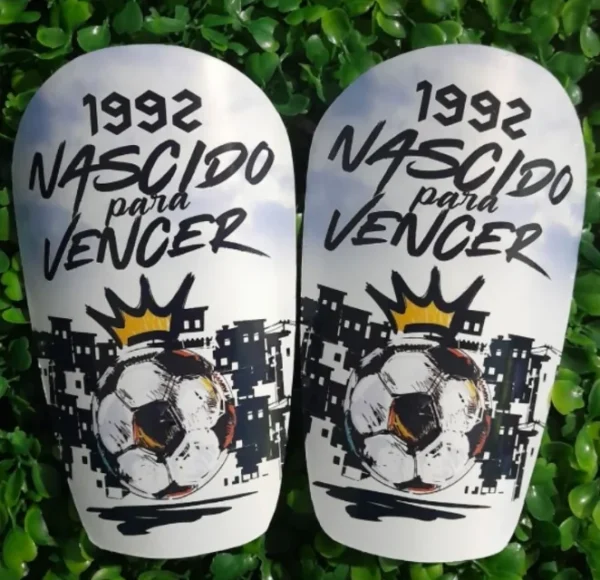 1992
NASCIDO
para
VENCER
1992
NASCIDO
para
VENCER